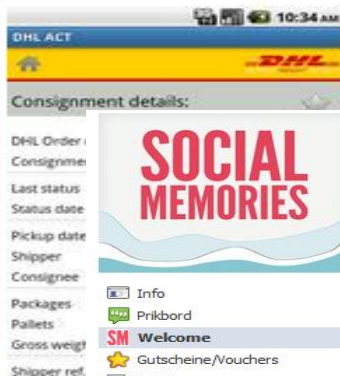 10:34 AM
DHL ACT
DHL
Consignment details:
DHL Order
Consignme
Last status
Status date
Pickup date
Shipper
Consignee
Packages
Pallets
Gross weigh
Shipper ref.
SOCIAL
MEMORIES
Info
Prikbord
SM Welcome
Gutscheine/Vouchers